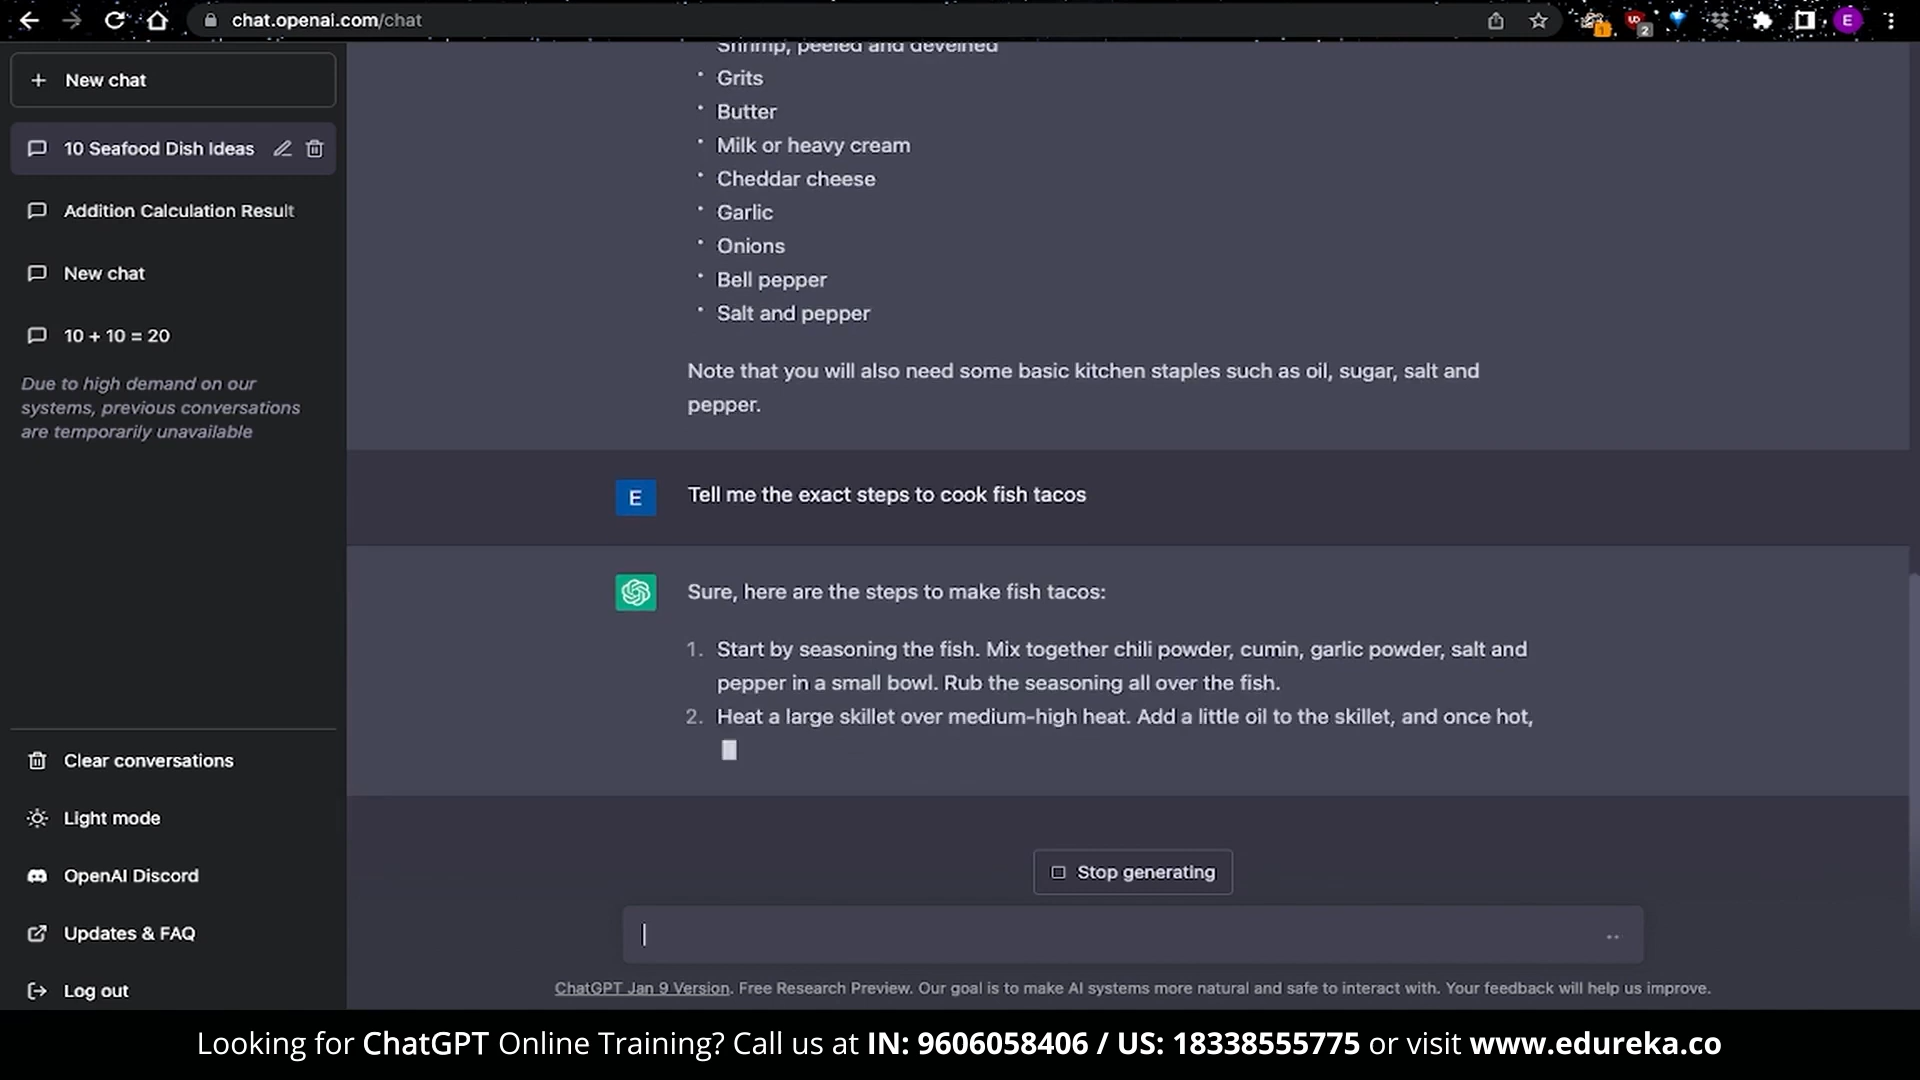 chat.openai.com/chat
E
New chat
10 Seafood Dish Ideas
Addition Calculation Result
New chat
10 + 10 = 20
Due to high demand on our
systems, previous conversations
are temporarily unavailable
Clear conversations
Light mode
OpenAI Discord
Updates & FAQ
Log out
Shrimp, peeled and deveined
Grits
Butter
Milk or heavy cream
Cheddar cheese
Garlic
Onions
Bell pepper
Salt and pepper
Note that you will also need some basic kitchen staples such as oil, sugar, salt and
pepper.
E
Tell me the exact steps to cook fish tacos
Sure, here are the steps to make fish tacos:
1. Start by seasoning the fish. Mix together chili powder, cumin, garlic powder, salt and
pepper in a small bowl. Rub the seasoning all over the fish.
2. Heat a large skillet over medium-high heat. Add a little oil to the skillet, and once hot,
Stop generating
ChatGPT Jan 9 Version. Free Research Preview. Our goal is to make AI systems more natural and safe to interact with. Your feedback will help us improve.
Looking for ChatGPT Online Training? Call us at IN: 9606058406 / US: 18338555775 or visit www.edureka.co